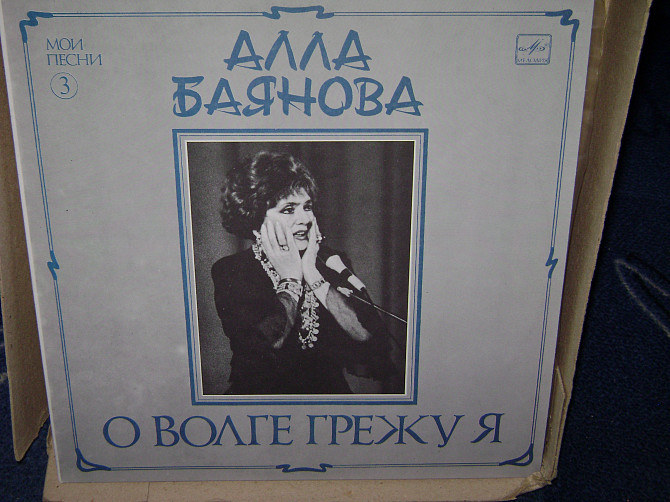 МОИ
ПЕСНИ
3
АЛЛА
БАЯНОВА
О ВОЛГЕ ГРЕЖУ Я